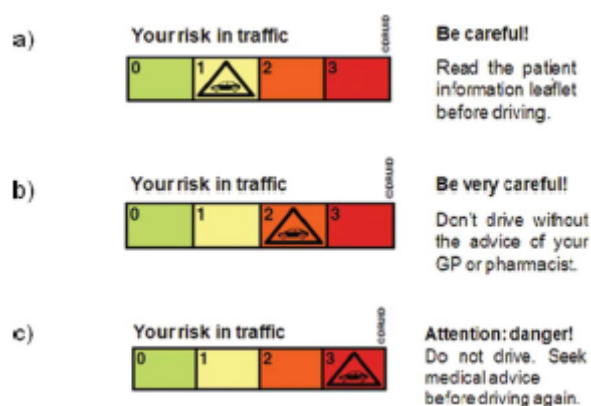 a)
Your risk in traffic
0 1 2 3
©DRUID
Be careful!
Read the patient
information leaflet
before driving.
b)
Your risk in traffic
0 1 2 3
©DRUID
Be very careful!
Don't drive without
the advice of your
GP or pharmacist.
c)
Your risk in traffic
0 1 2 3
©DRUID
Attention: danger!
Do not drive. Seek
medical advice
before driving again.